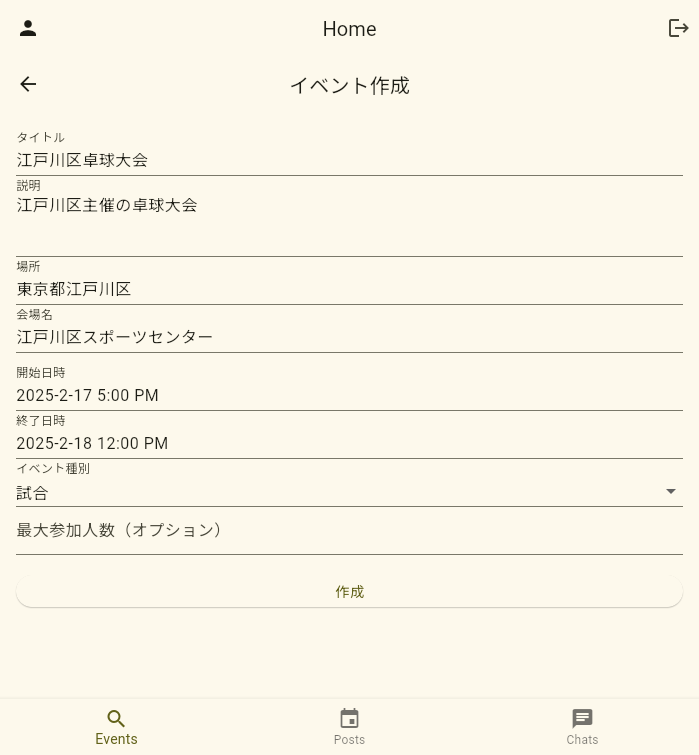 Home
イベント作成
タイトル
江戸川区卓球大会
説明
江戸川区主催の卓球大会
場所
東京都江戸川区
会場名
江戸川区スポーツセンター
開始日時
2025-2-17 5:00 PM
終了日時
2025-2-18 12:00 PM
イベント種別
試合
最大参加人数（オプション）
作成
Events
Posts
Chats